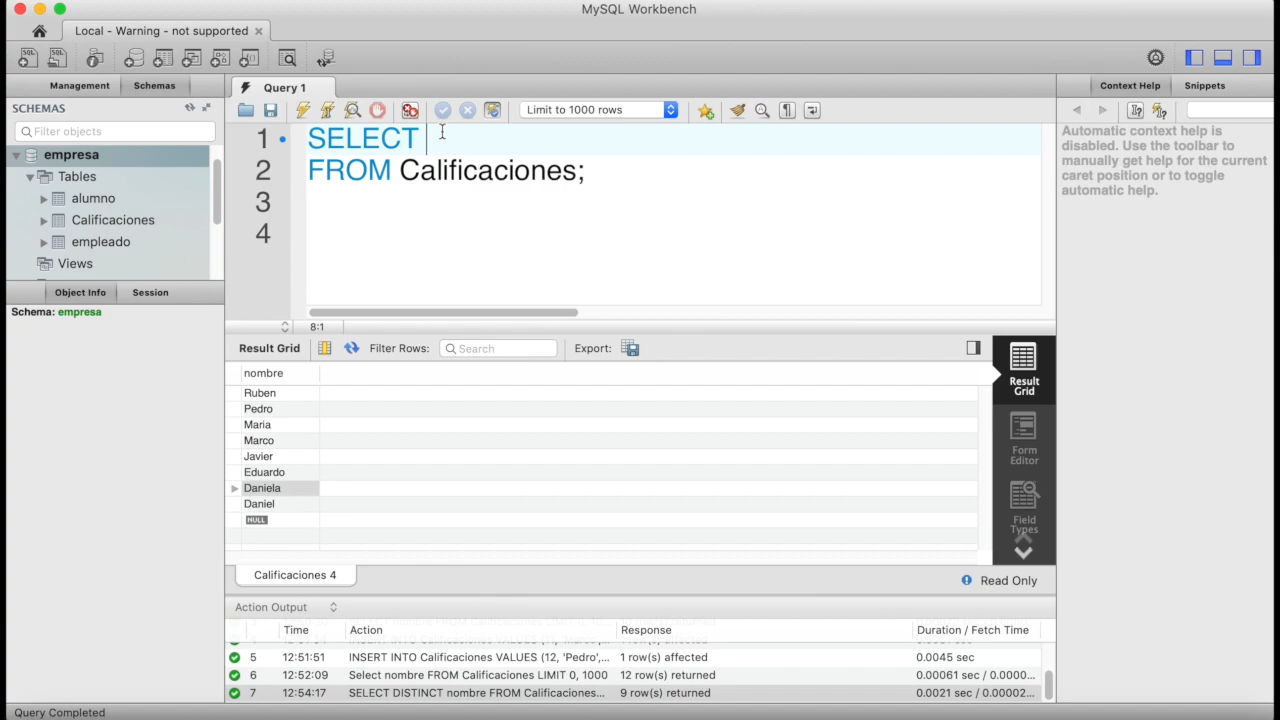 MySQL Workbench
Local - Warning - not supported
Management
Schemas
Query 1
Context Help
Snippets
SCHEMAS
Filter objects
Limit to 1000 rows
empresa
Tables
alumno
Calificaciones
empleado
Views
1 SELECT
2 FROM Calificaciones;
3
4
Automatic context help is
disabled. Use the toolbar to
manually get help for the current
caret position or to toggle
automatic help.
Object Info
Session
Schema: empresa
8:1
Result Grid
Filter Rows:
Search
Export:
nombre
Ruben
Pedro
Maria
Marco
Javier
Eduardo
Daniela
Daniel
NULL
Result
Grid
Form
Editor
Field
Types
Calificaciones 4
Read Only
Action Output
Time Action Response Duration / Fetch Time
5 12:51:51 INSERT INTO Calificaciones VALUES (12, 'Pedro',... 1 row(s) affected 0.0045 sec
6 12:52:09 Select nombre FROM Calificaciones LIMIT 0, 1000 12 row(s) returned 0.00061 sec / 0.0000...
7 12:54:17 SELECT DISTINCT nombre FROM Calificaciones... 9 row(s) returned 0.0021 sec / 0.00002...
Query Completed